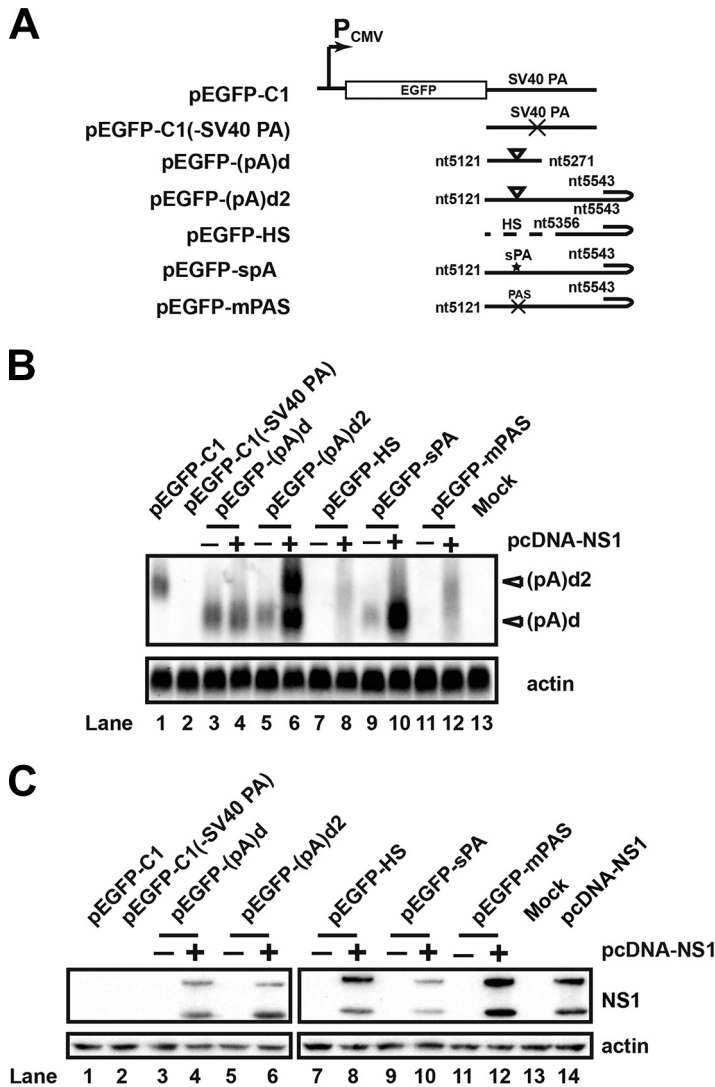 A
PCMV
pEGFP-C1 EGFP SV40 PA
pEGFP-C1(-SV40 PA) SV40 PA
pEGFP-(pA)d nt5121 nt5271
pEGFP-(pA)d2 nt5121 nt5543
nt5543
pEGFP-HS HS nt5356
pEGFP-spA nt5121 sPA nt5543
pEGFP-mPAS nt5121 PAS nt5543
B
pEGFP-C1 pEGFP-C1(-SV40 PA) pEGFP-(pA)d pEGFP-(pA)d2 pEGFP-HS pEGFP-sPA pEGFP-mPAS Mock
– + – + – + – + – + pcDNA-NS1
(pA)d2
(pA)d
actin
Lane 1 2 3 4 5 6 7 8 9 10 11 12 13
C
pEGFP-C1 pEGFP-C1(-SV40 PA) pEGFP-(pA)d pEGFP-(pA)d2 pEGFP-HS pEGFP-sPA pEGFP-mPAS Mock pcDNA-NS1
– + – + – + – + – + pcDNA-NS1
NS1
actin
Lane 1 2 3 4 5 6 7 8 9 10 11 12 13 14